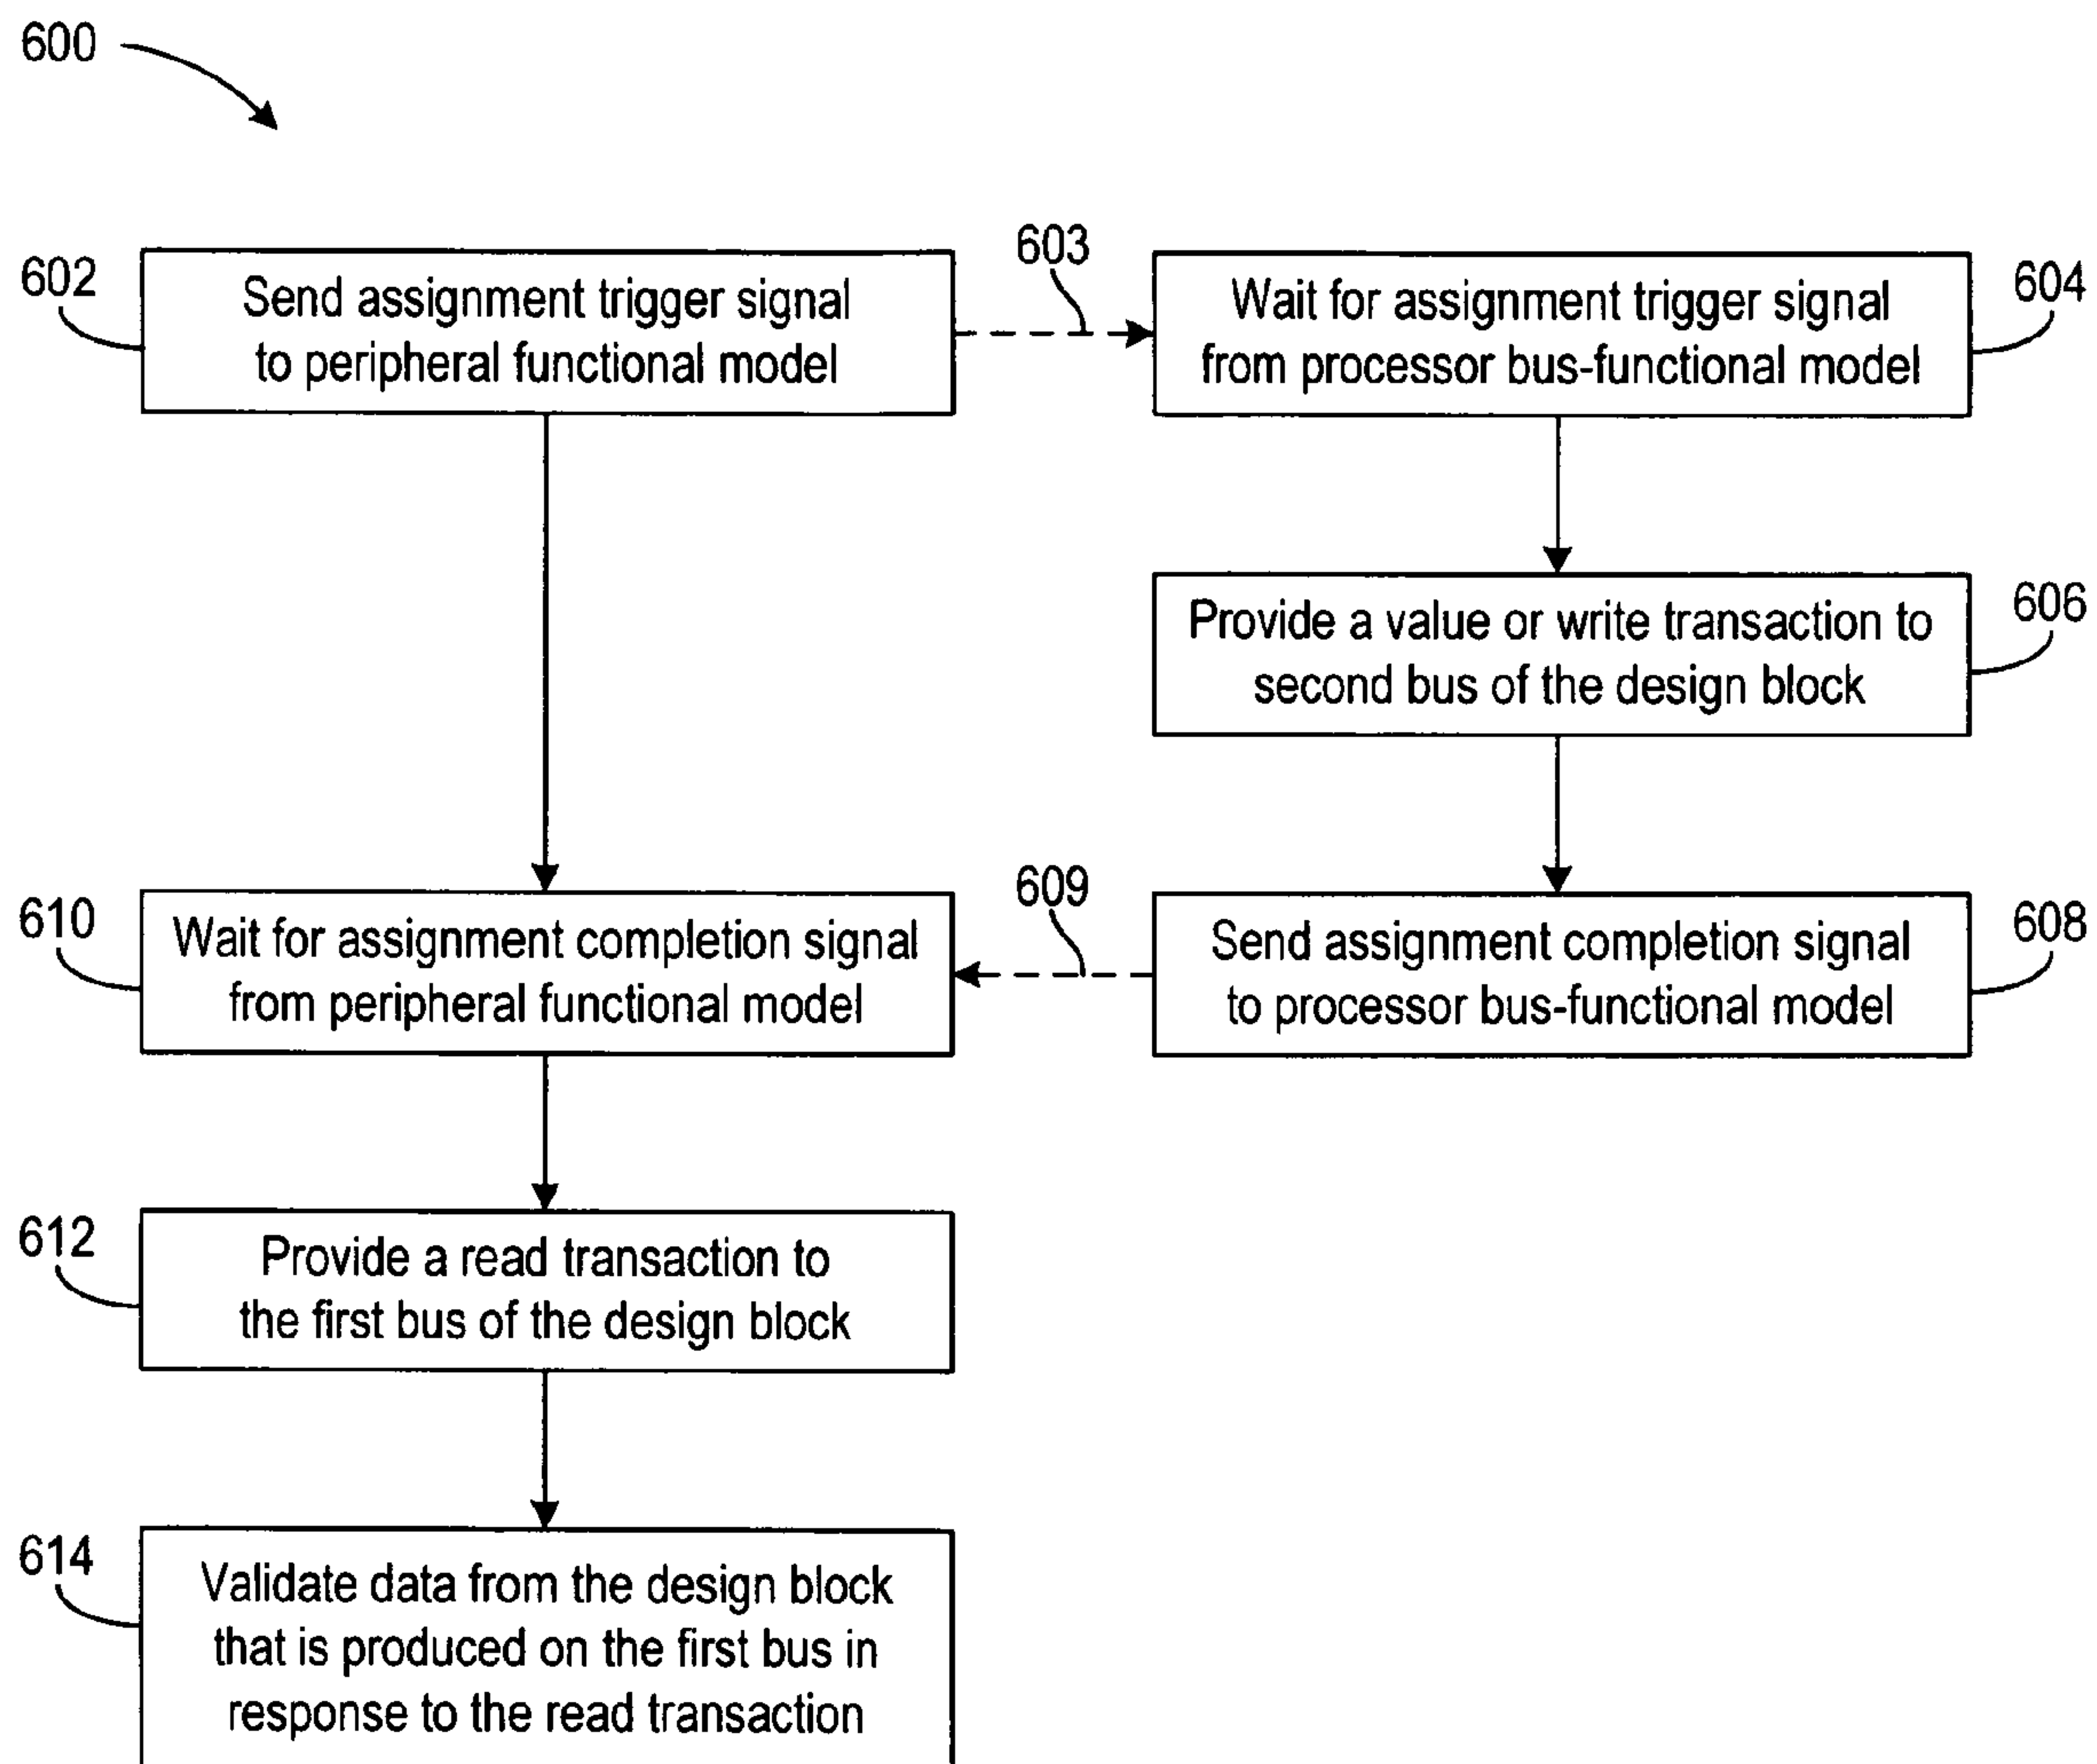 600
602
Send assignment trigger signal
to peripheral functional model
603
Wait for assignment trigger signal
from processor bus-functional model
604
Provide a value or write transaction to
second bus of the design block
606
610
Wait for assignment completion signal
from peripheral functional model
609
Send assignment completion signal
to processor bus-functional model
608
612
Provide a read transaction to
the first bus of the design block
614
Validate data from the design block
that is produced on the first bus in
response to the read transaction